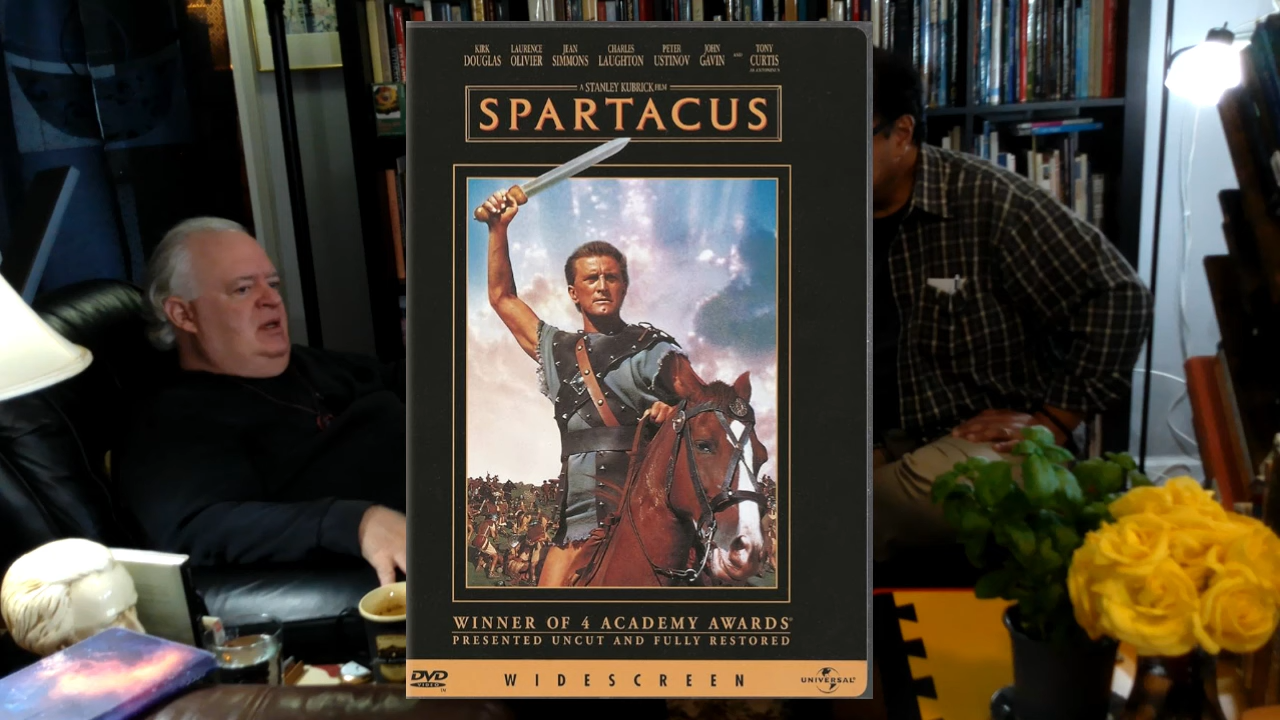 KIRK DOUGLAS LAURENCE OLIVIER JEAN SIMMONS CHARLES LAUGHTON PETER USTINOV JOHN GAVIN AND TONY CURTIS
A STANLEY KUBRICK FILM
SPARTACUS
WINNER OF 4 ACADEMY AWARDS®
PRESENTED UNCUT AND FULLY RESTORED
DVD
VIDEO
WIDESCREEN
UNIVERSAL